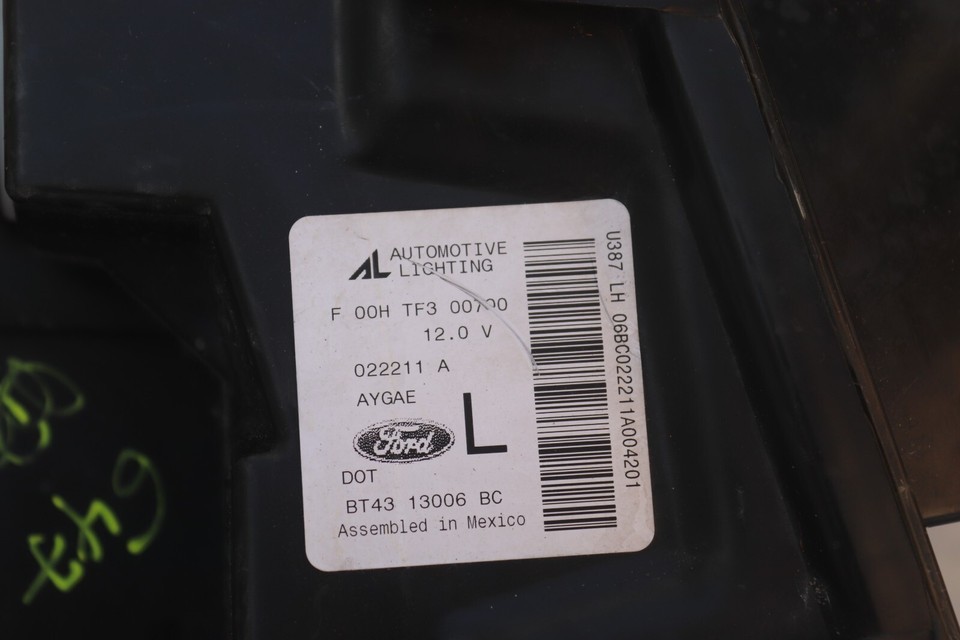 AL AUTOMOTIVE
LIGHTING
F 00H TF3 00700
12.0 V
022211 A
AYGAE
Ford L
DOT
BT43 13006 BC
Assembled in Mexico
U387 LH 06BC022211A004201